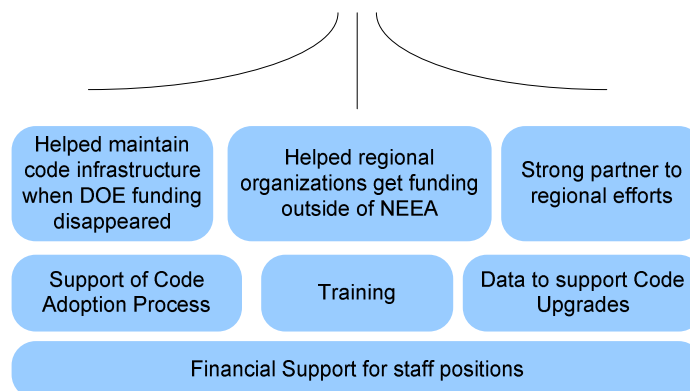 Helped maintain
code infrastructure
when DOE funding
disappeared
Helped regional
organizations get funding
outside of NEEA
Strong partner to
regional efforts
Support of Code
Adoption Process
Training
Data to support Code
Upgrades
Financial Support for staff positions